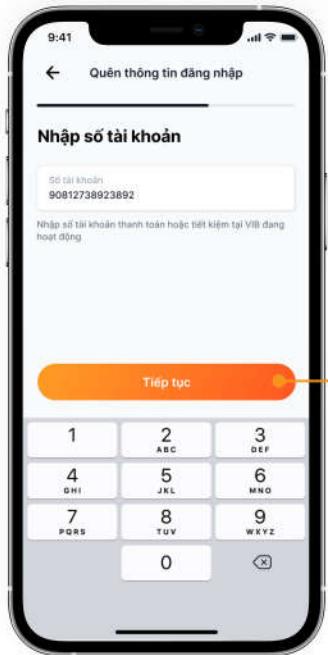 9:41
Quên thông tin đăng nhập
Nhập số tài khoản
Số tài khoản
90812738923892
Nhập số tài khoản thanh toán hoặc tiết kiệm tại VIB đang
hoạt động
Tiếp tục
1 2 3
ABC DEF
4 5 6
GHI JKL MNO
7 8 9
PQRS TUV WXYZ
0